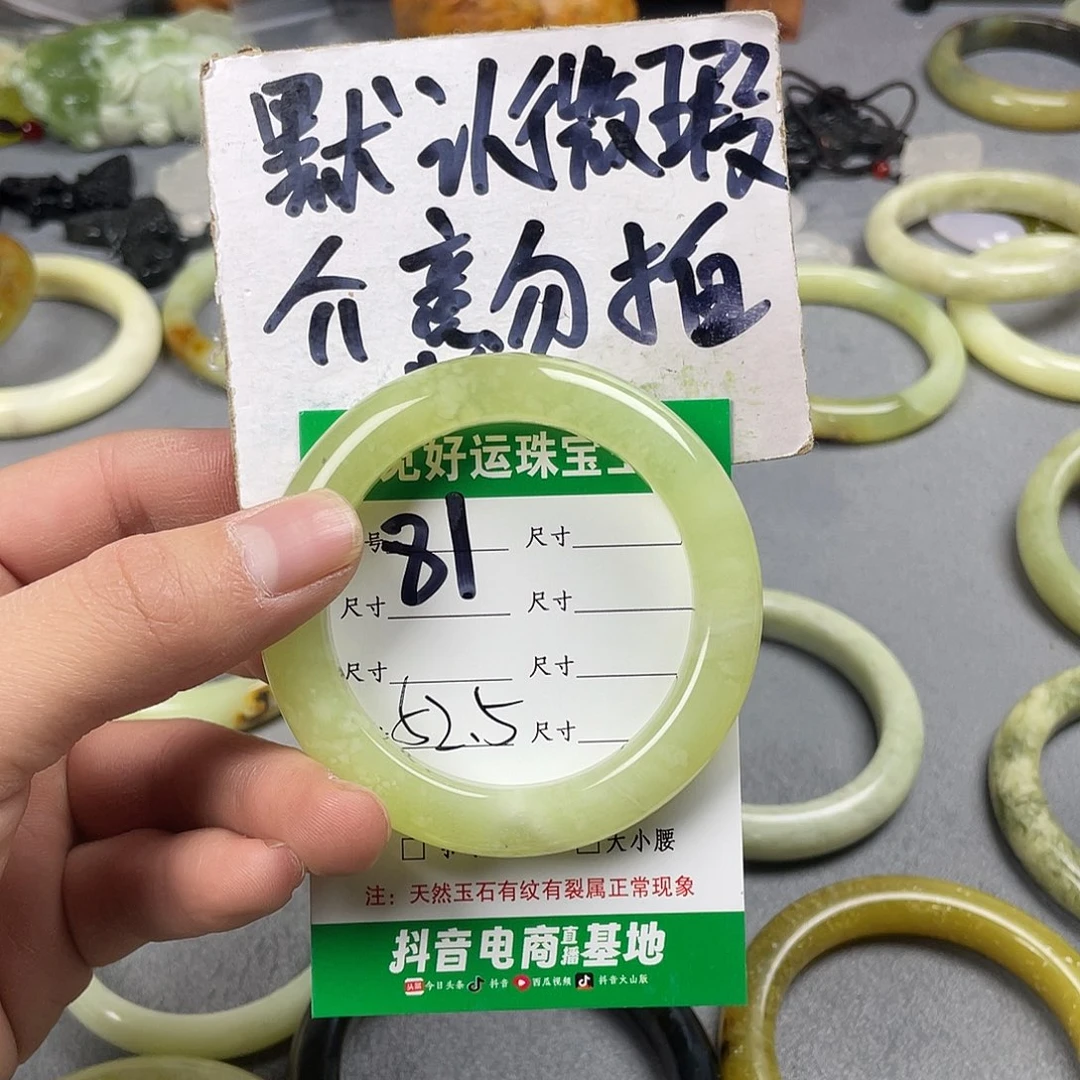 默认微瑕
介意勿拍
好运珠宝
号 81 尺寸
尺寸 尺寸
尺寸 尺寸
52.5 尺寸
大小腰
注：天然玉石有纹有裂属正常现象
抖音电商直播基地
头条 今日头条 抖音 西瓜视频 抖音火山版